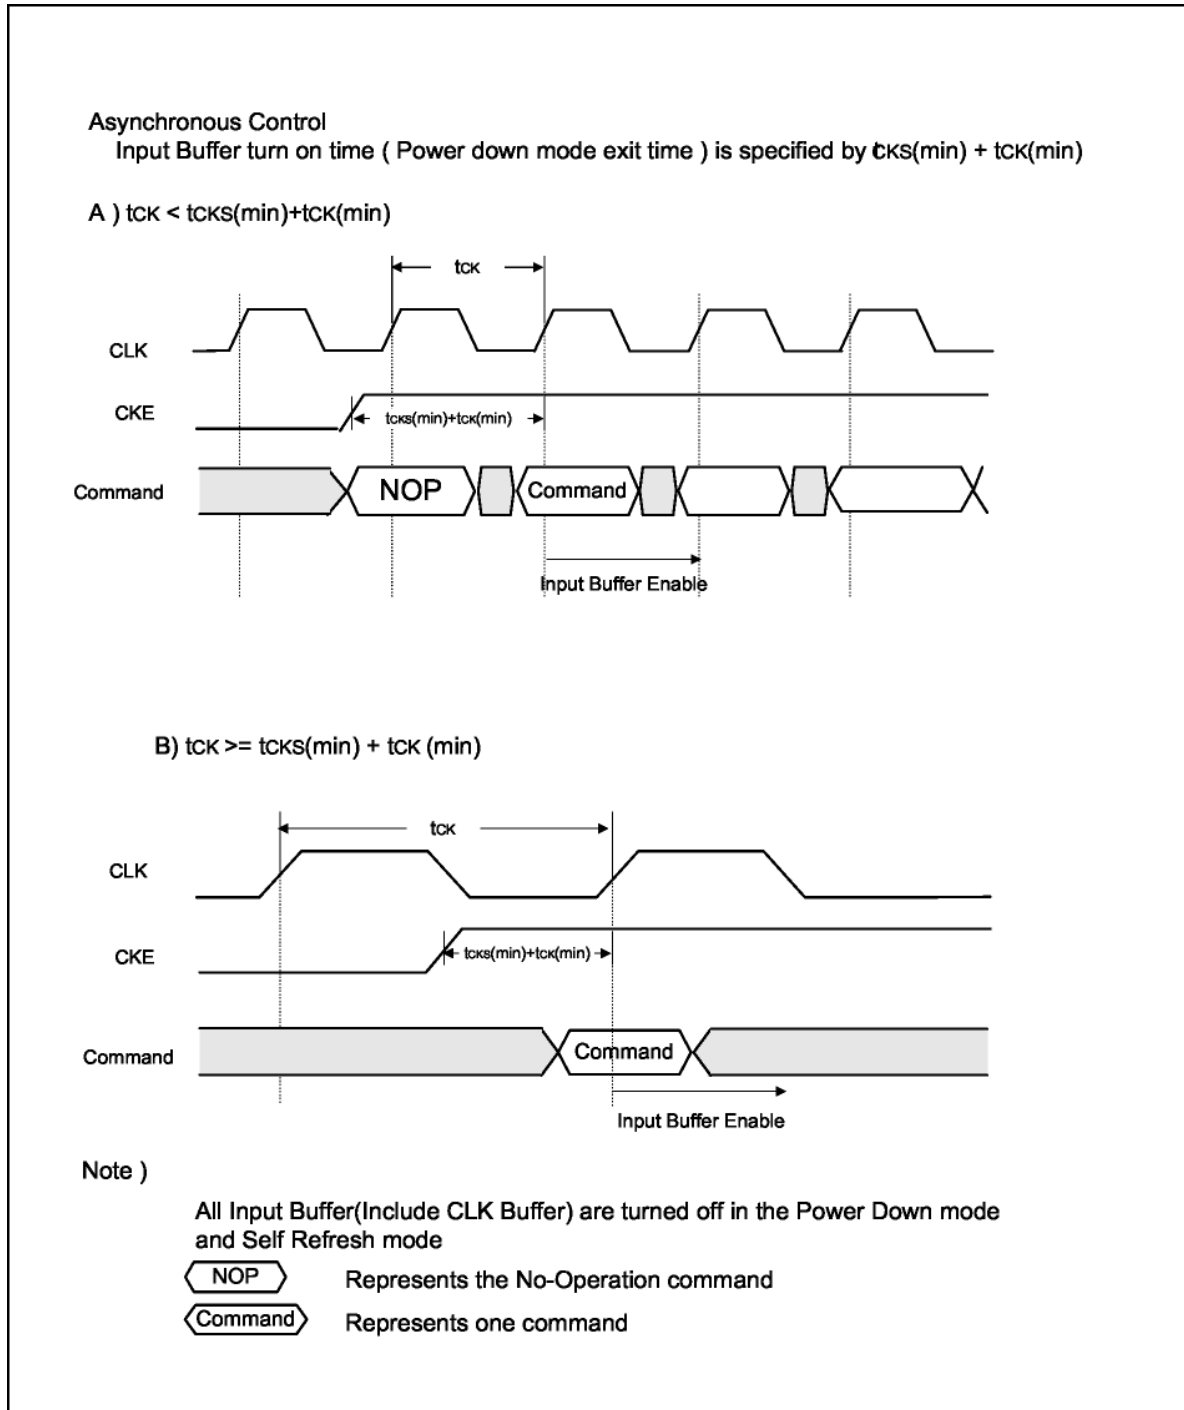 Asynchronous Control
Input Buffer turn on time ( Power down mode exit time ) is specified by tCKS(min) + tCK(min)
A ) tCK < tCKS(min)+tCK(min)
tCK
CLK
CKE
tCKS(min)+tCK(min)
Command
NOP
Command
Input Buffer Enable
B) tCK >= tCKS(min) + tCK (min)
tCK
CLK
CKE
tCKS(min)+tCK(min)
Command
Command
Input Buffer Enable
Note )
All Input Buffer(Include CLK Buffer) are turned off in the Power Down mode
and Self Refresh mode
NOP Represents the No-Operation command
Command Represents one command